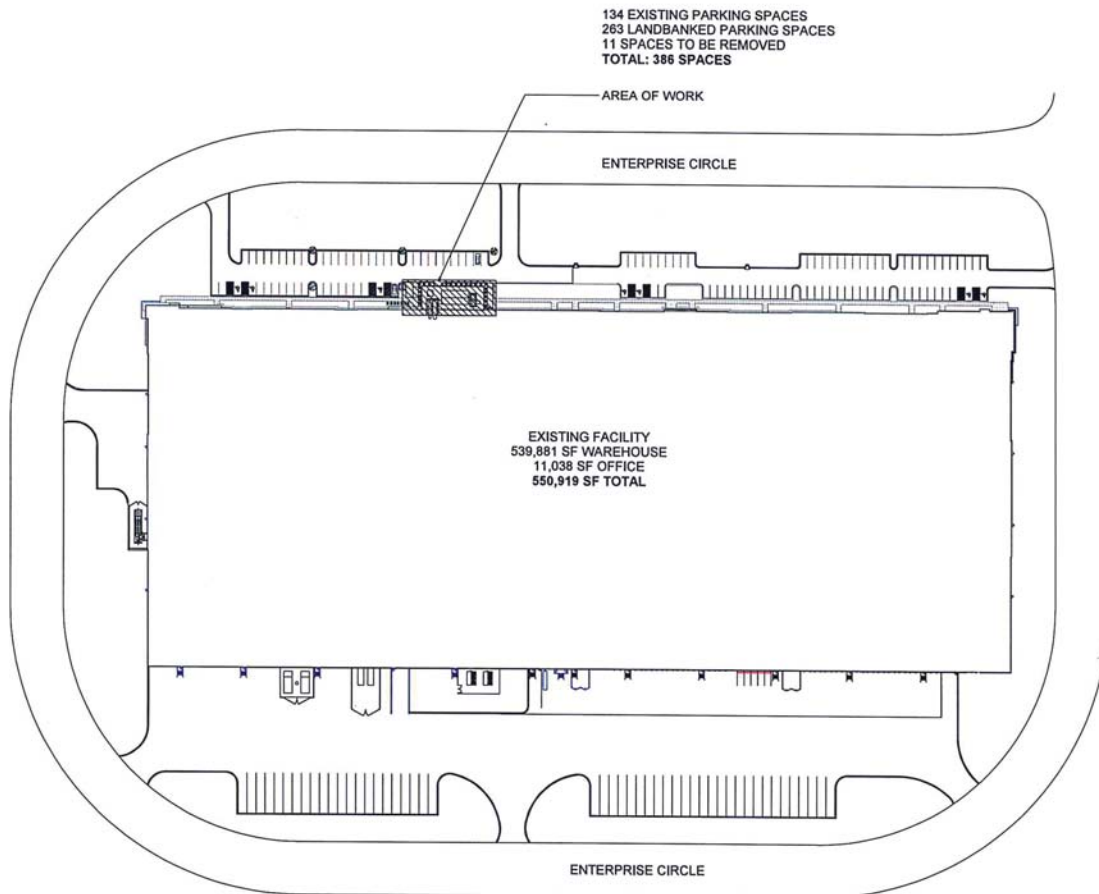 134 EXISTING PARKING SPACES
263 LANDBANKED PARKING SPACES
11 SPACES TO BE REMOVED
TOTAL: 386 SPACES
AREA OF WORK
ENTERPRISE CIRCLE
EXISTING FACILITY
539,881 SF WAREHOUSE
11,038 SF OFFICE
550,919 SF TOTAL
ENTERPRISE CIRCLE